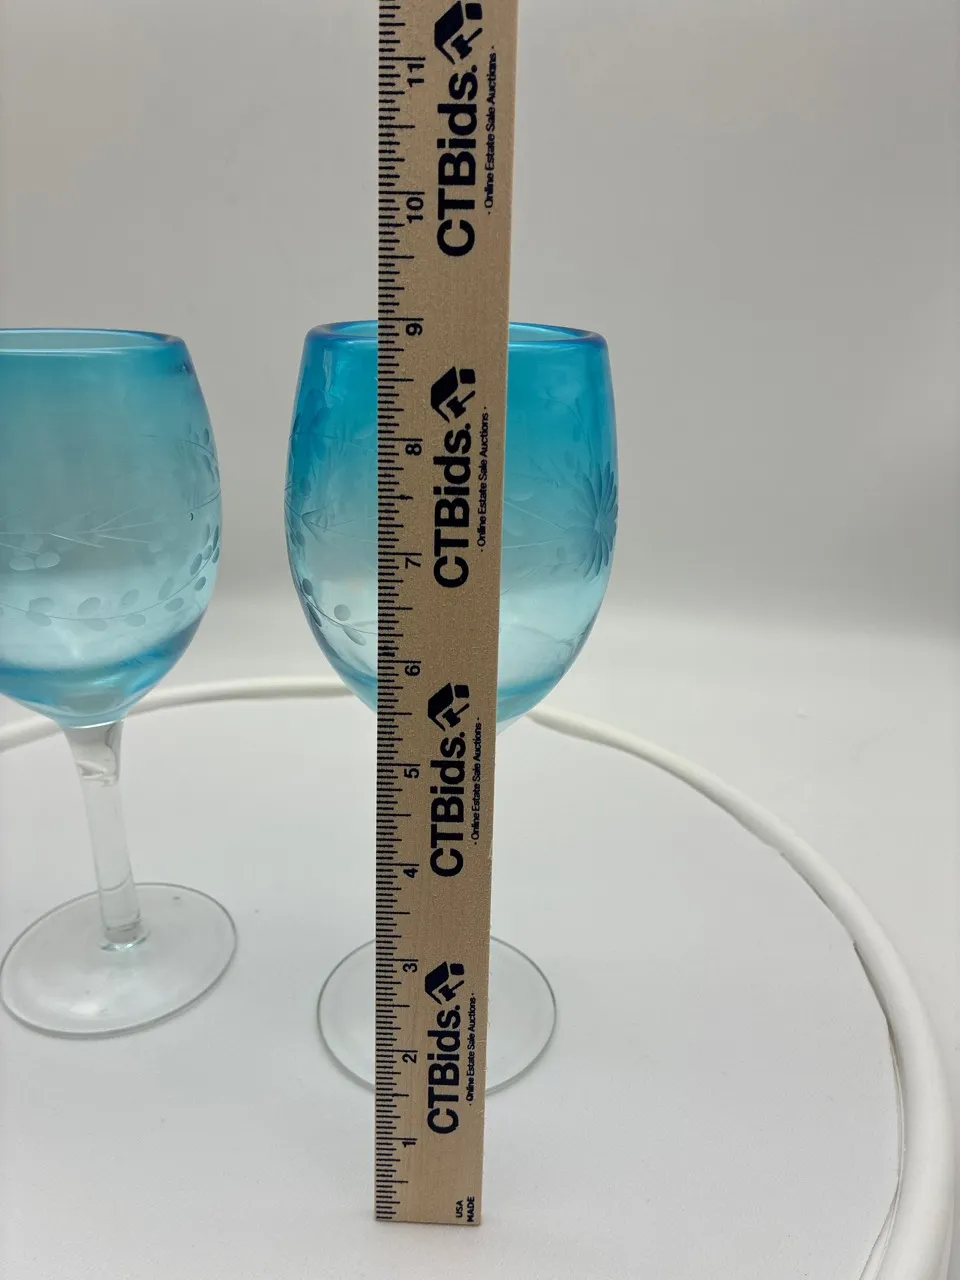 11
CTBids.
· Online Estate Sale Auctions ·
10
9
8
CTBids.
· Online Estate Sale Auctions ·
7
6
5
CTBids.
· Online Estate Sale Auctions ·
4
3
2
CTBids.
· Online Estate Sale Auctions ·
1
USA
MADE